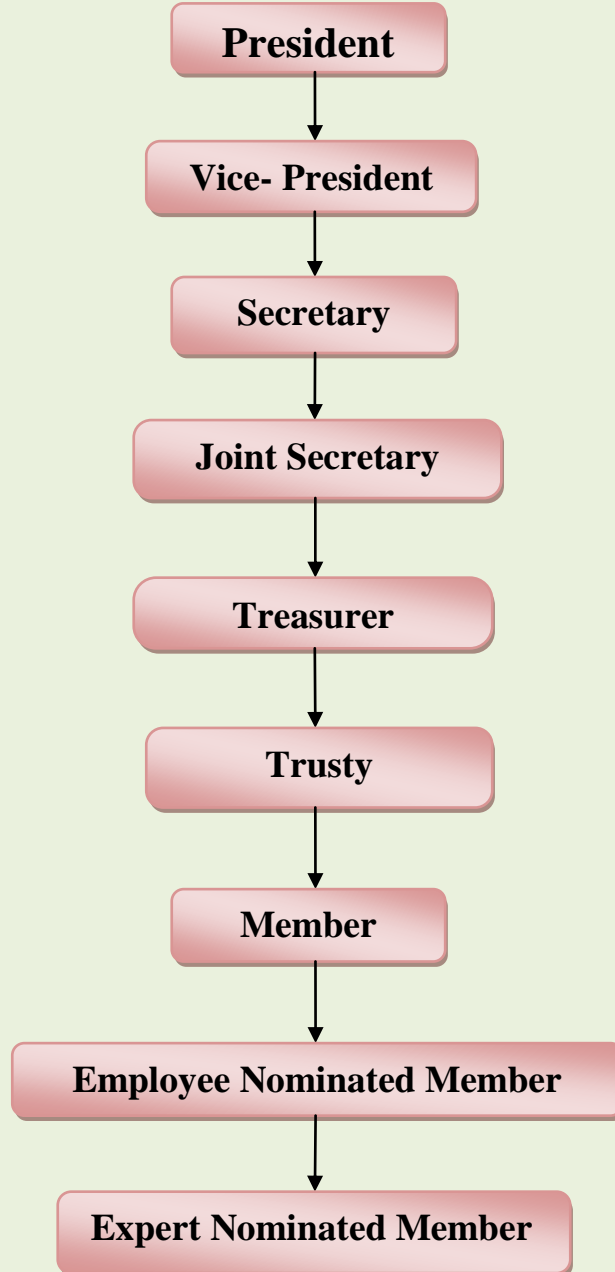 President
Vice- President
Secretary
Joint Secretary
Treasurer
Trusty
Member
Employee Nominated Member
Expert Nominated Member